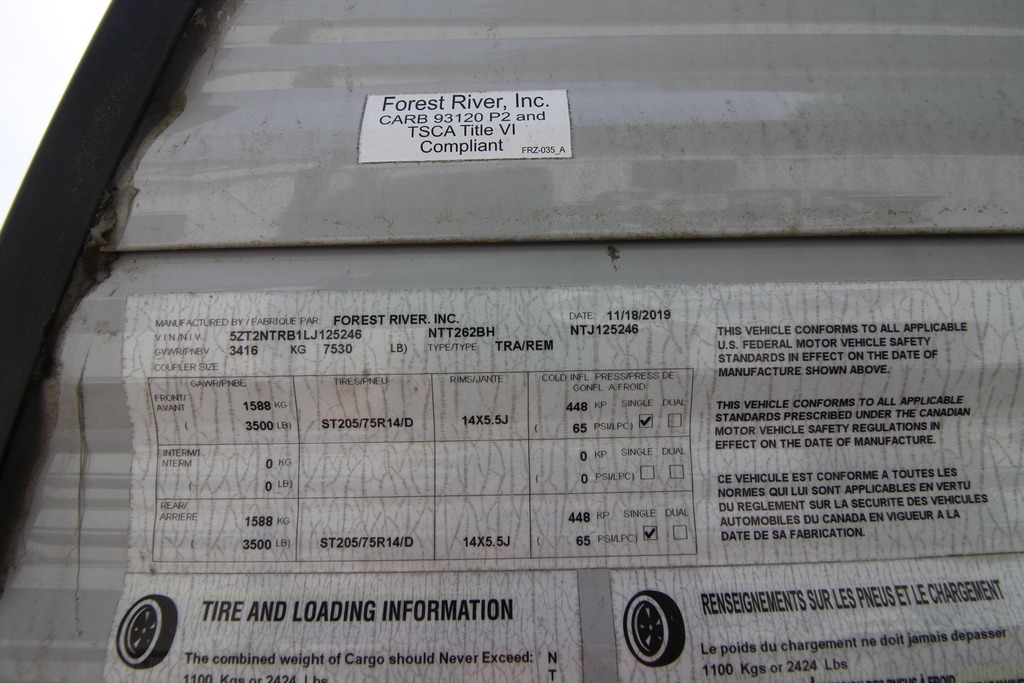 Forest River, Inc.
CARB 93120 P2 and
TSCA Title VI
Compliant FRZ-035_A
MANUFACTURED BY / FABRIQUE PAR: FOREST RIVER. INC. DATE 11/18/2019
V I N / N I V 5ZT2NTRB1LJ125246 NTT262BH NTJ125246
GVWR/PNBV 3416 KG 7530 LB) TYPE/TYPE TRA/REM
COUPLER SIZE
GAWR/PNBE TIRES/PNEU RIMS/JANTE COLD INFL PRESS/PRESS DE
GONFL A FROID
FRONT/
AVANT 1588 KG 448 KP SINGLE DUAL
( 3500 LB) ST205/75R14/D 14X5.5J ( 65 PSI/LPC) ✓
INTERM/I
NTERM 0 KG 0 KP SINGLE DUAL
( 0 LB) ( 0 PSI/LPC)
REAR/
ARRIERE 1588 KG 448 KP SINGLE DUAL
( 3500 LB) ST205/75R14/D 14X5.5J ( 65 PSI/LPC) ✓
THIS VEHICLE CONFORMS TO ALL APPLICABLE
U.S. FEDERAL MOTOR VEHICLE SAFETY
STANDARDS IN EFFECT ON THE DATE OF
MANUFACTURE SHOWN ABOVE.
THIS VEHICLE CONFORMS TO ALL APPLICABLE
STANDARDS PRESCRIBED UNDER THE CANADIAN
MOTOR VEHICLE SAFETY REGULATIONS IN
EFFECT ON THE DATE OF MANUFACTURE.
CE VEHICULE EST CONFORME A TOUTES LES
NORMES QUI LUI SONT APPLICABLES EN VERTU
DU REGLEMENT SUR LA SECURITE DES VEHICULES
AUTOMOBILES DU CANADA EN VIGUEUR A LA
DATE DE SA FABRICATION.
TIRE AND LOADING INFORMATION
The combined weight of Cargo should Never Exceed: N
1100 Kgs or 2424 Lbs T
RENSEIGNEMENTS SUR LES PNEUS ET LE CHARGEMENT
Le poids du chargement ne doit jamais depasser
1100 Kgs or 2424 Lbs